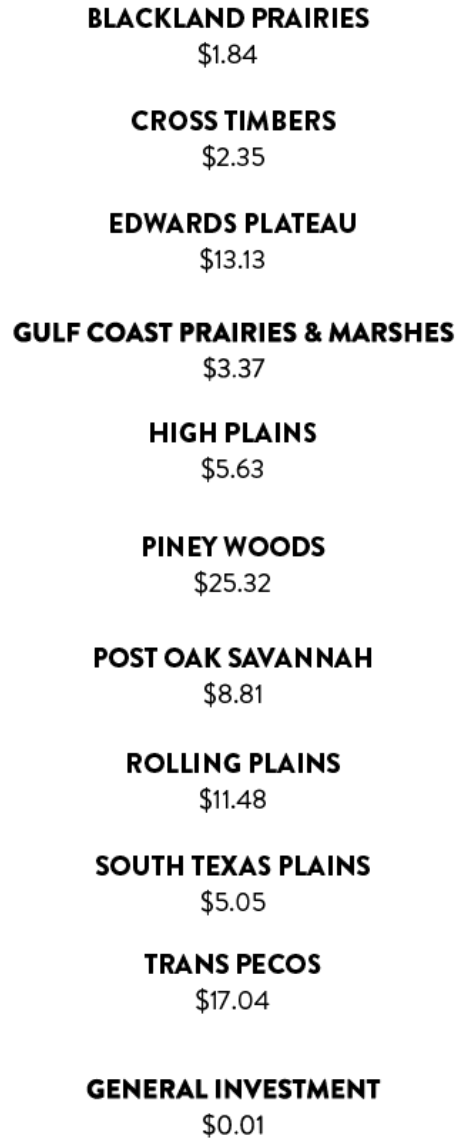 BLACKLAND PRAIRIES
$1.84
CROSS TIMBERS
$2.35
EDWARDS PLATEAU
$13.13
GULF COAST PRAIRIES & MARSHES
$3.37
HIGH PLAINS
$5.63
PINEY WOODS
$25.32
POST OAK SAVANNAH
$8.81
ROLLING PLAINS
$11.48
SOUTH TEXAS PLAINS
$5.05
TRANS PECOS
$17.04
GENERAL INVESTMENT
$0.01